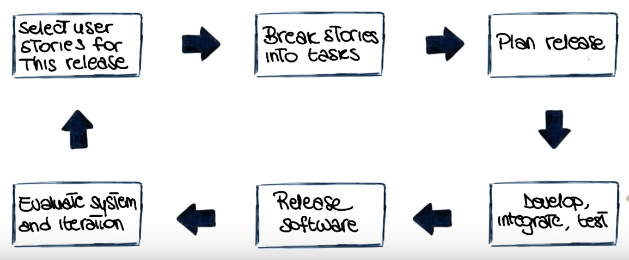 Select user
stories for
This release
Break stories
into tasks
Plan release
Evaluate system
and iteration
Release
software
Develop,
integrate, test